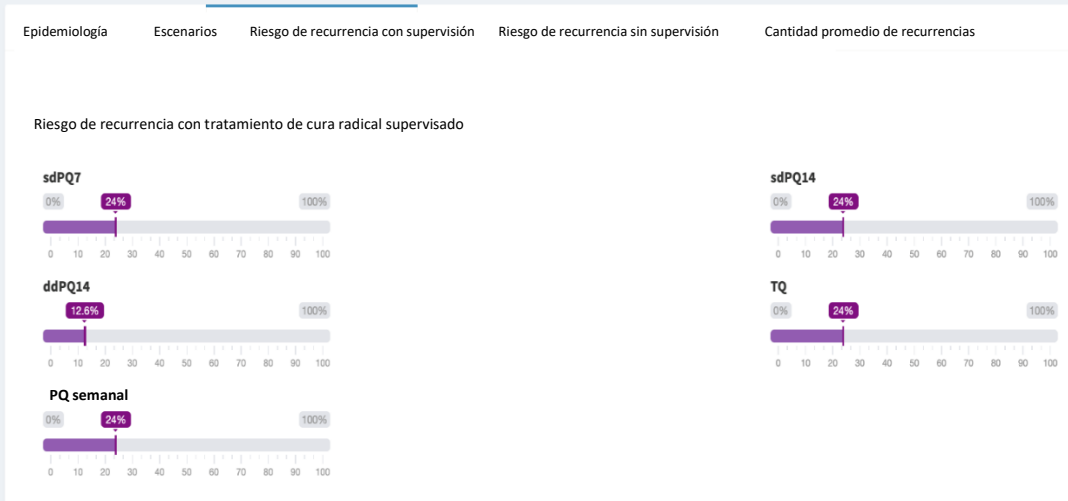 Epidemiología Escenarios Riesgo de recurrencia con supervisión Riesgo de recurrencia sin supervisión Cantidad promedio de recurrencias
Riesgo de recurrencia con tratamiento de cura radical supervisado
sdPQ7
0% 24% 100%
0 10 20 30 40 50 60 70 80 90 100
sdPQ14
0% 24% 100%
0 10 20 30 40 50 60 70 80 90 100
ddPQ14
12.6% 100%
0 10 20 30 40 50 60 70 80 90 100
TQ
0% 24% 100%
0 10 20 30 40 50 60 70 80 90 100
PQ semanal
0% 24% 100%
0 10 20 30 40 50 60 70 80 90 100